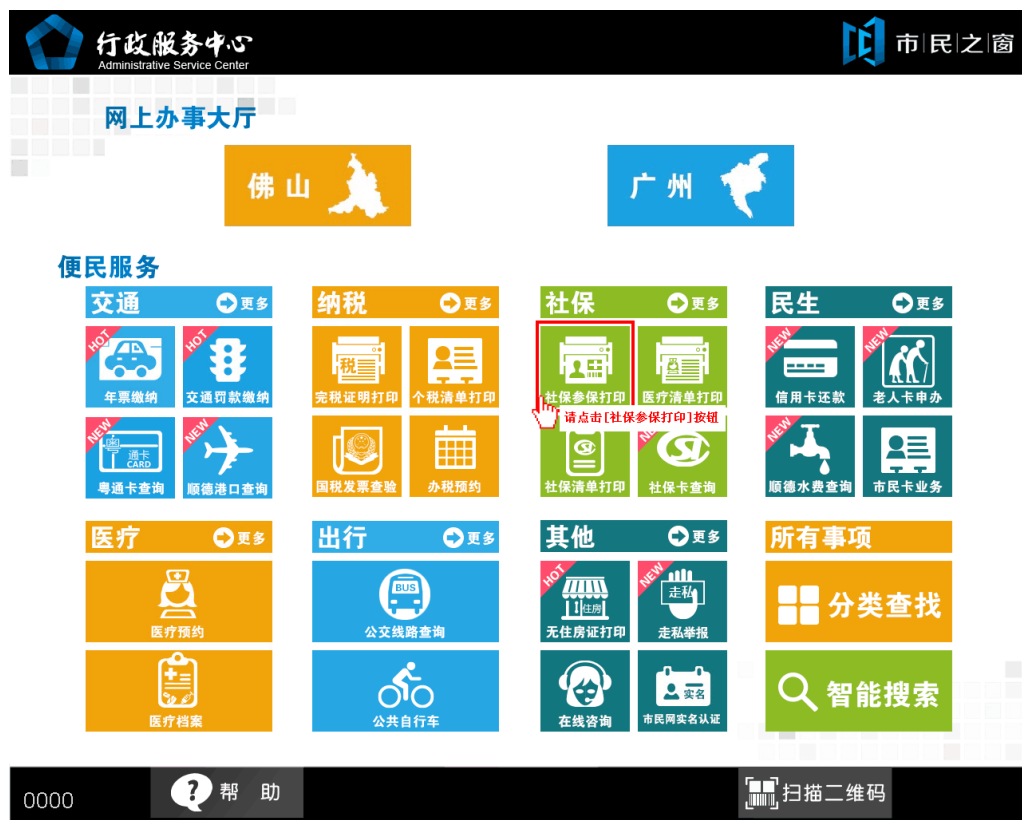 行政服务中心
Administrative Service Center
市民之窗
网上办事大厅
佛山
广州
便民服务
交通 更多
纳税 更多
社保 更多
民生 更多
HOT 年票缴纳
HOT 交通罚款缴纳
税 完税证明打印
个税清单打印
社保参保打印
医疗清单打印
NEW 信用卡还款
NEW 老人卡申办
请点击[社保参保打印]按钮
NEW 粤通卡查询
通卡
CARD
NEW 顺德港口查询
国税发票查验
办税预约
社保清单打印
社保卡查询
NEW 顺德水费查询
市民卡业务
医疗 更多
出行 更多
其他 更多
所有事项
医疗预约
BUS
公交线路查询
HOT 住房 无住房证打印
NEW 走私 走私举报
分类查找
医疗档案
公共自行车
在线咨询
实名 市民网实名认证
智能搜索
0000
? 帮助
扫描二维码